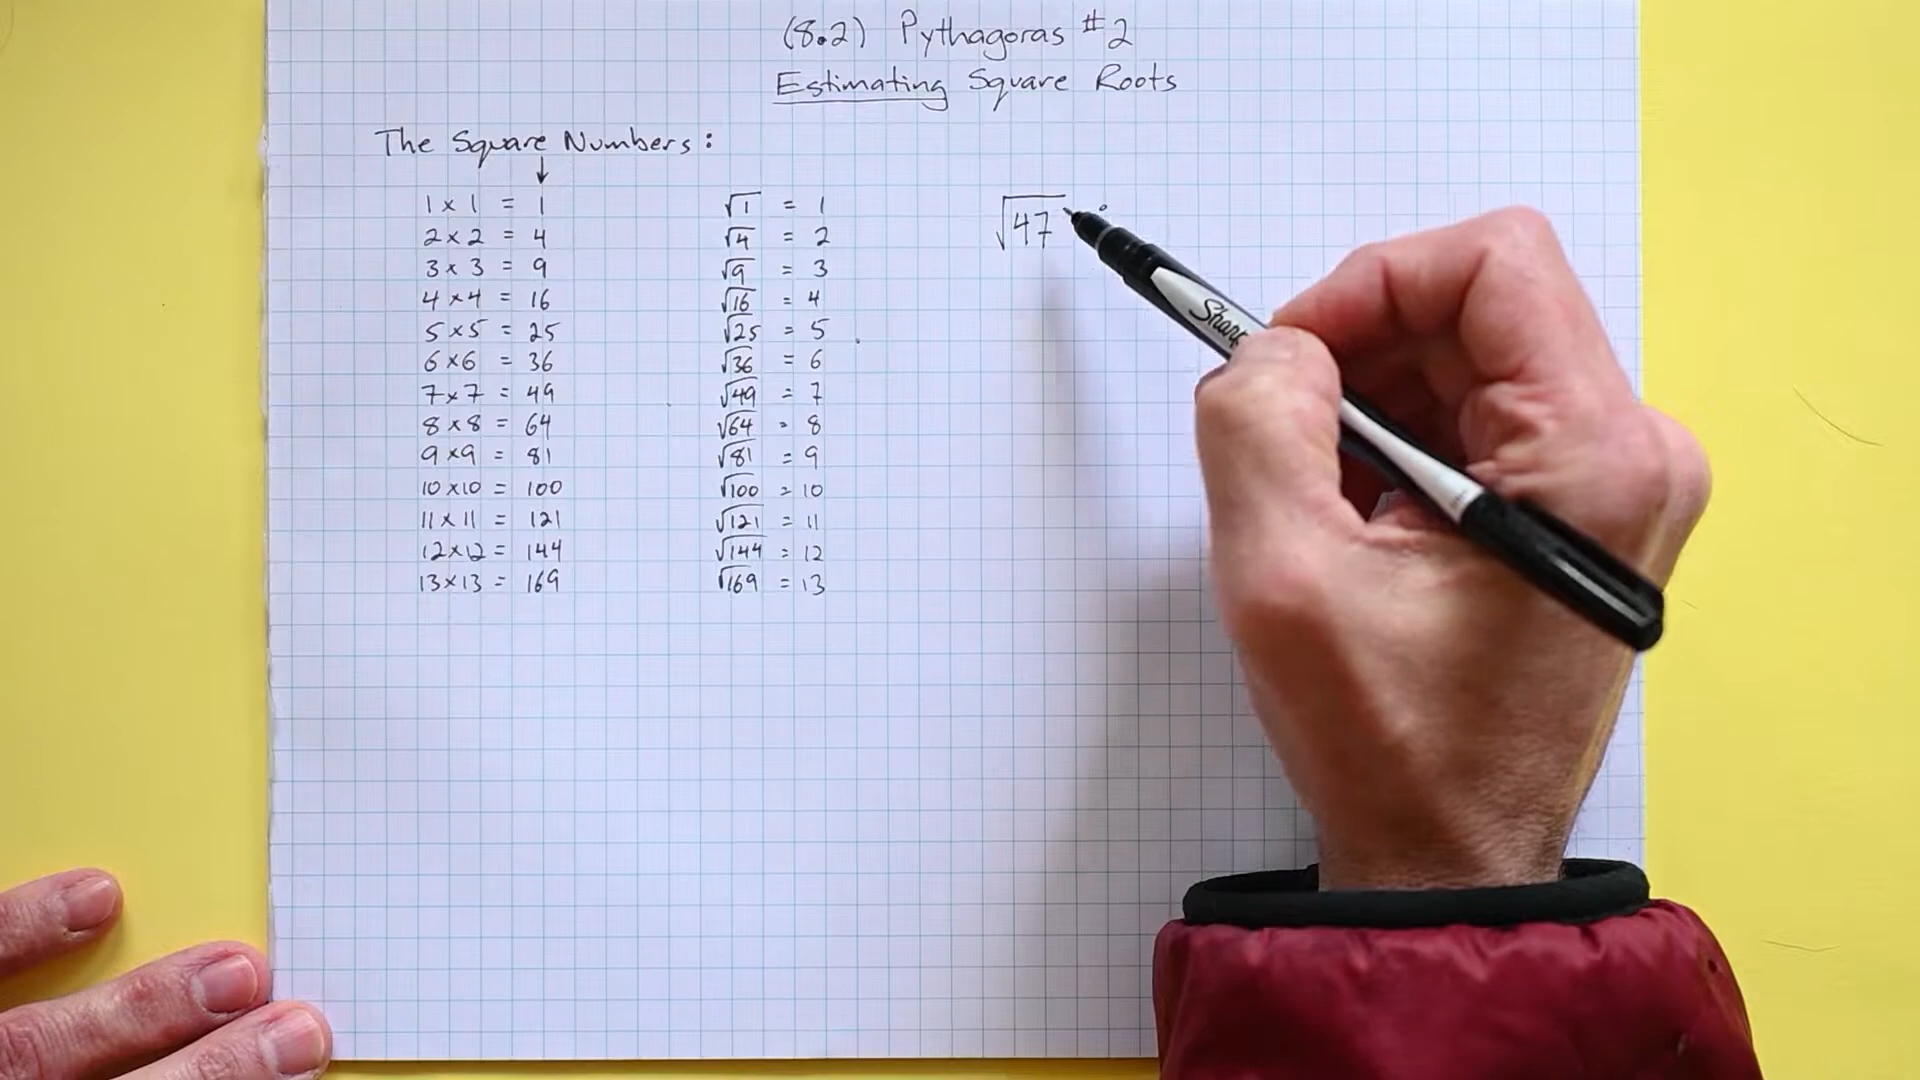 (8.2) Pythagoras #2
Estimating Square Roots
The Square Numbers:
1 x 1 = 1
2 x 2 = 4
3 x 3 = 9
4 x 4 = 16
5 x 5 = 25
6 x 6 = 36
7 x 7 = 49
8 x 8 = 64
9 x 9 = 81
10 x 10 = 100
11 x 11 = 121
12 x 12 = 144
13 x 13 = 169
√1 = 1
√4 = 2
√9 = 3
√16 = 4
√25 = 5
√36 = 6
√49 = 7
√64 = 8
√81 = 9
√100 = 10
√121 = 11
√144 = 12
√169 = 13
√47